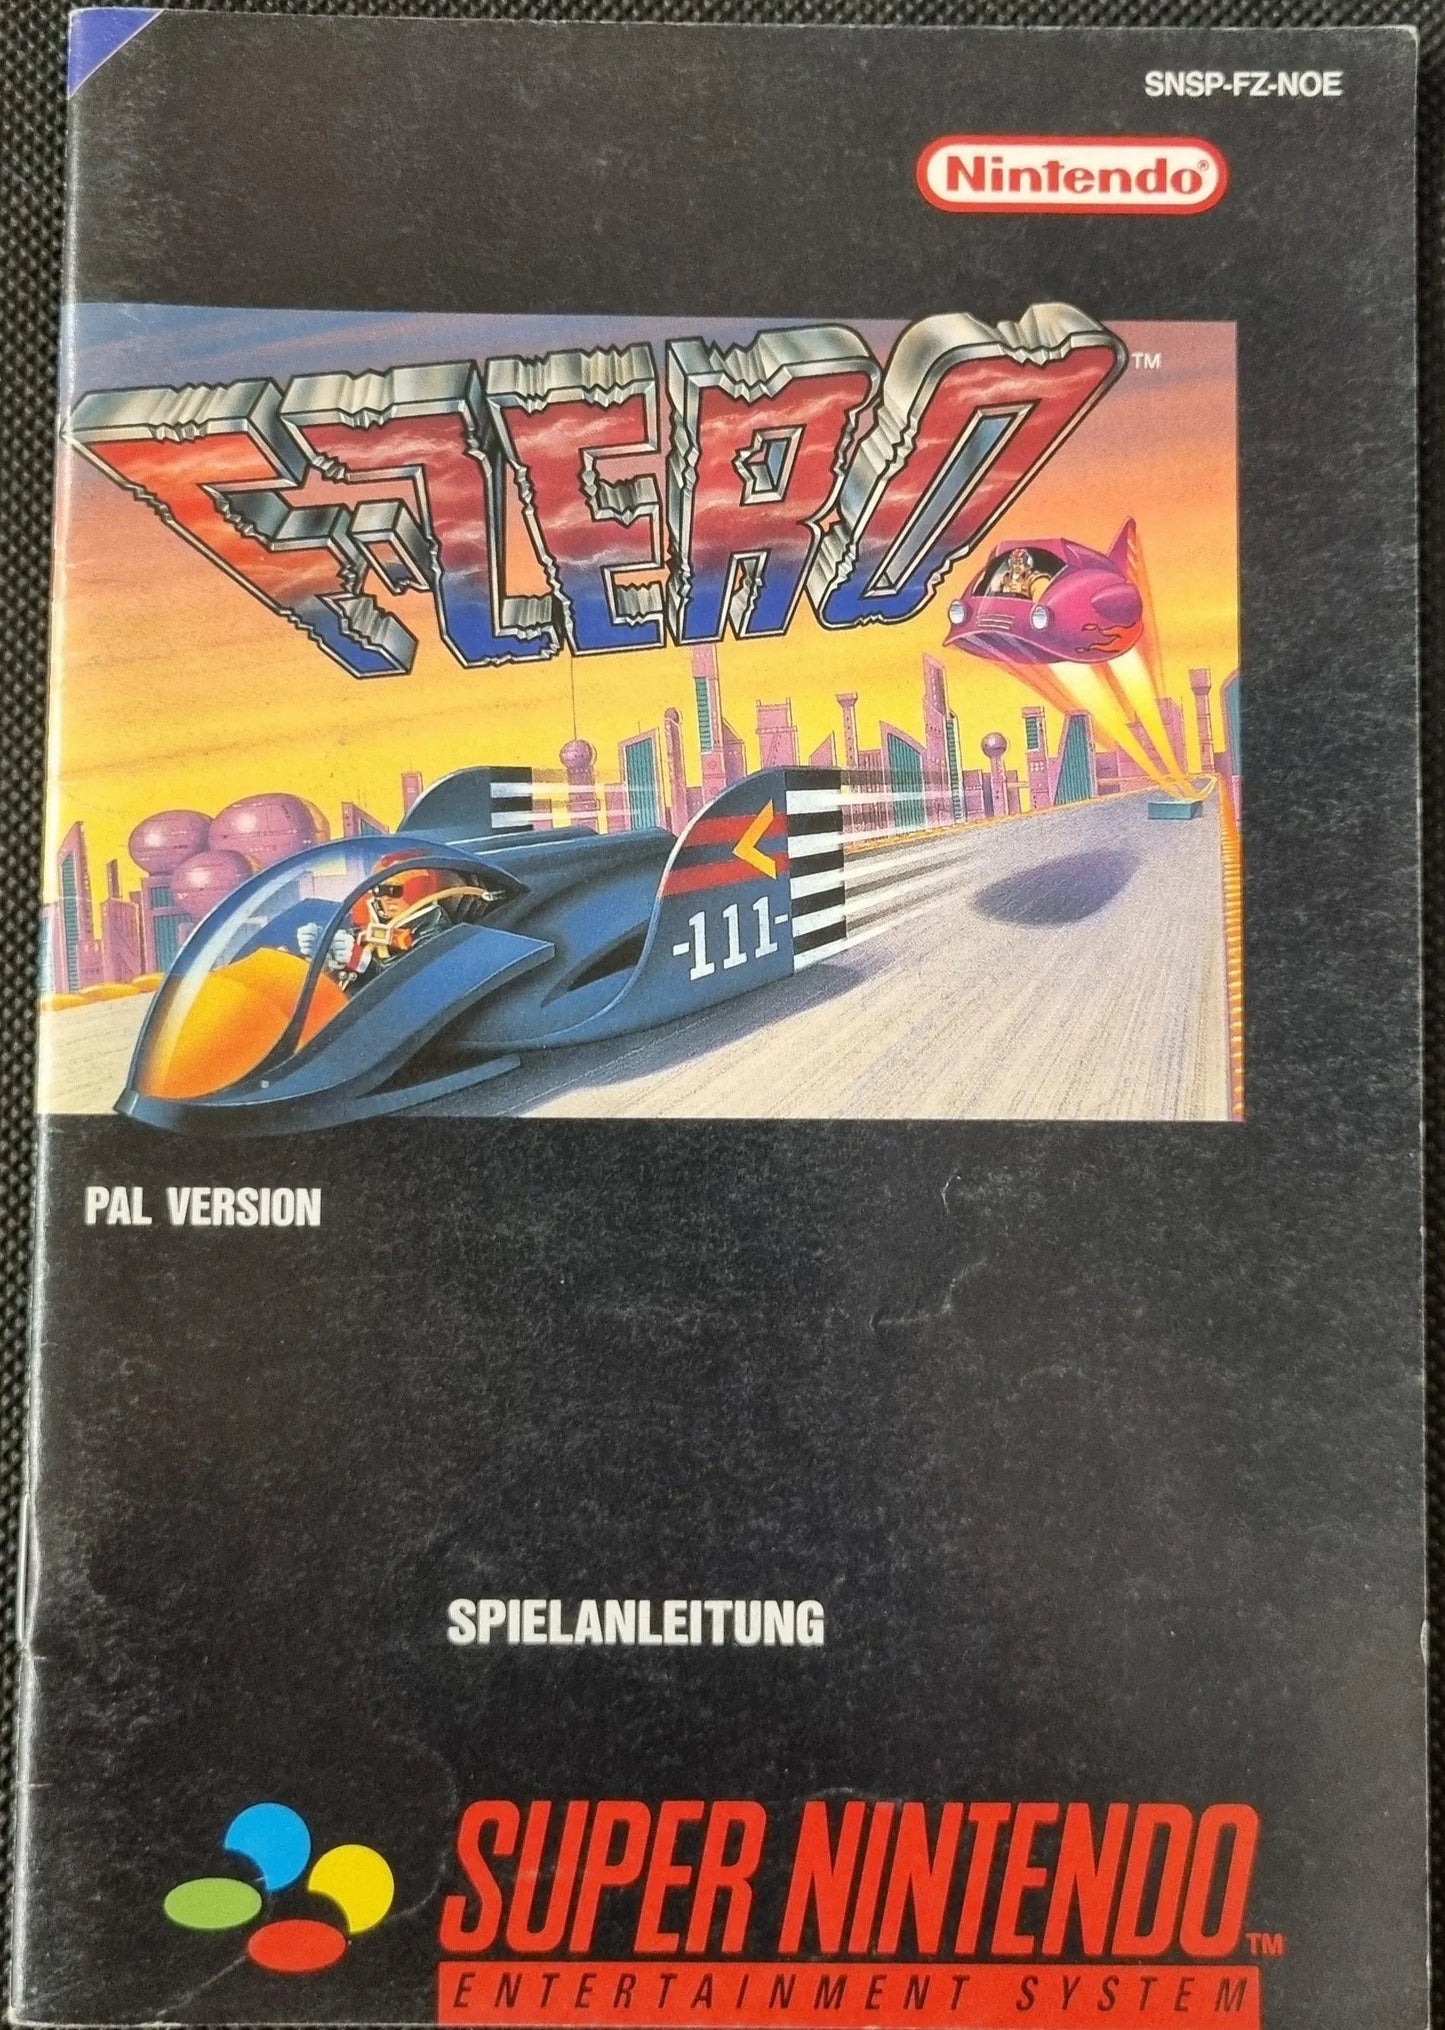 SNSP-FZ-NOE
Nintendo®
F-ZERO™
-111-
PAL VERSION
SPIELANLEITUNG
SUPER NINTENDO™
ENTERTAINMENT SYSTEM